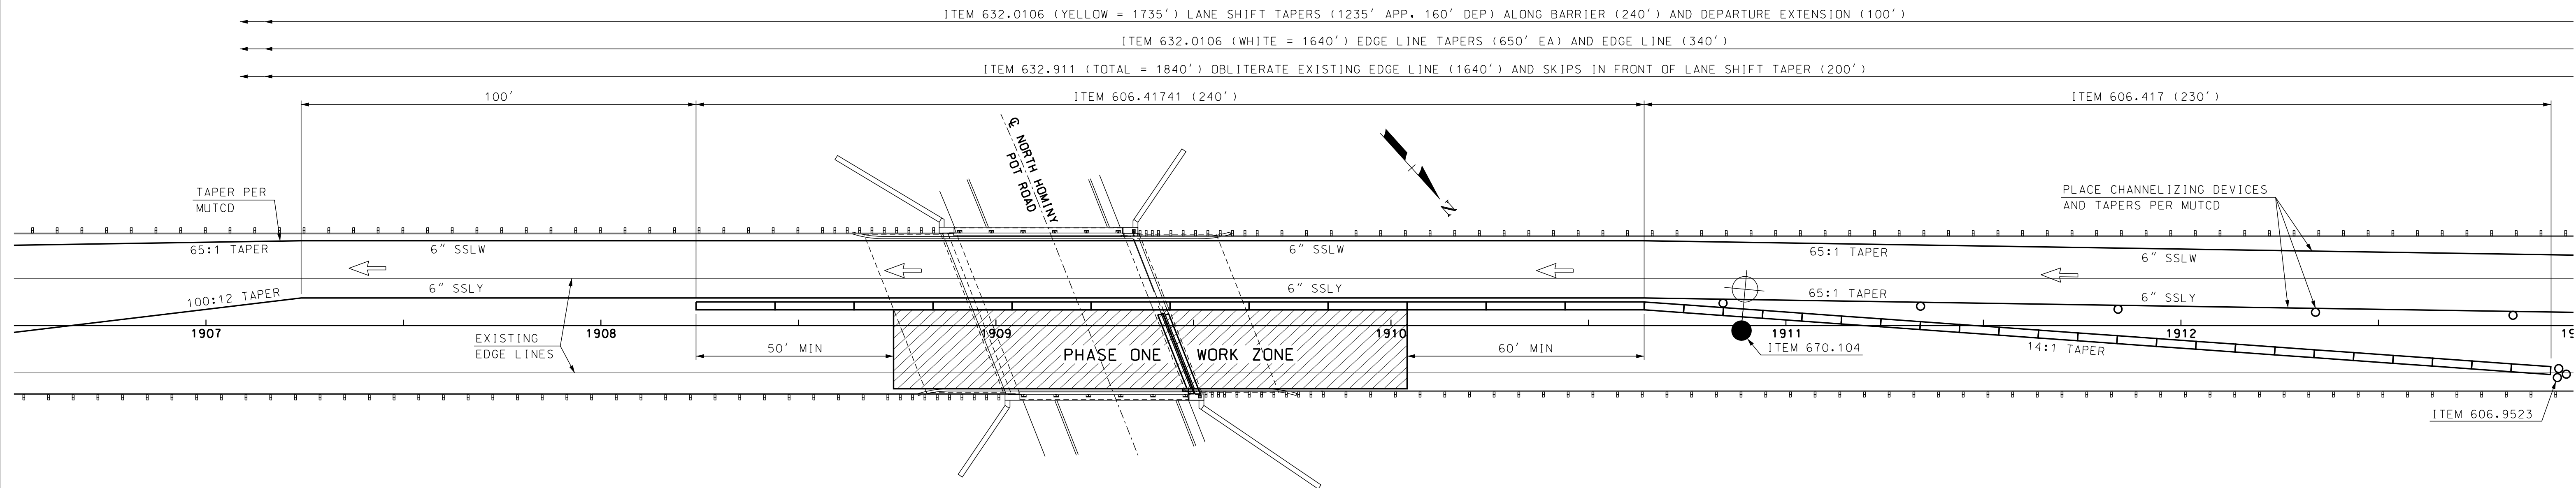 ITEM 632.0106 (YELLOW = 1735') LANE SHIFT TAPERS (1235' APP, 160' DEP) ALONG BARRIER (240') AND DEPARTURE EXTENSION (100')
ITEM 632.0106 (WHITE = 1640') EDGE LINE TAPERS (650' EA) AND EDGE LINE (340')
ITEM 632.911 (TOTAL = 1840') OBLITERATE EXISTING EDGE LINE (1640') AND SKIPS IN FRONT OF LANE SHIFT TAPER (200')
100'
ITEM 606.41741 (240')
ITEM 606.417 (230')
℄ NORTH HOMINY
POT ROAD
N
TAPER PER
MUTCD
PLACE CHANNELIZING DEVICES
AND TAPERS PER MUTCD
65:1 TAPER
6" SSLW
6" SSLW
65:1 TAPER
6" SSLW
100:12 TAPER
6" SSLY
6" SSLY
65:1 TAPER
6" SSLY
1907
1908
1909
1910
1911
1912
19
EXISTING
EDGE LINES
50' MIN
PHASE ONE WORK ZONE
60' MIN
ITEM 670.104
14:1 TAPER
ITEM 606.9523